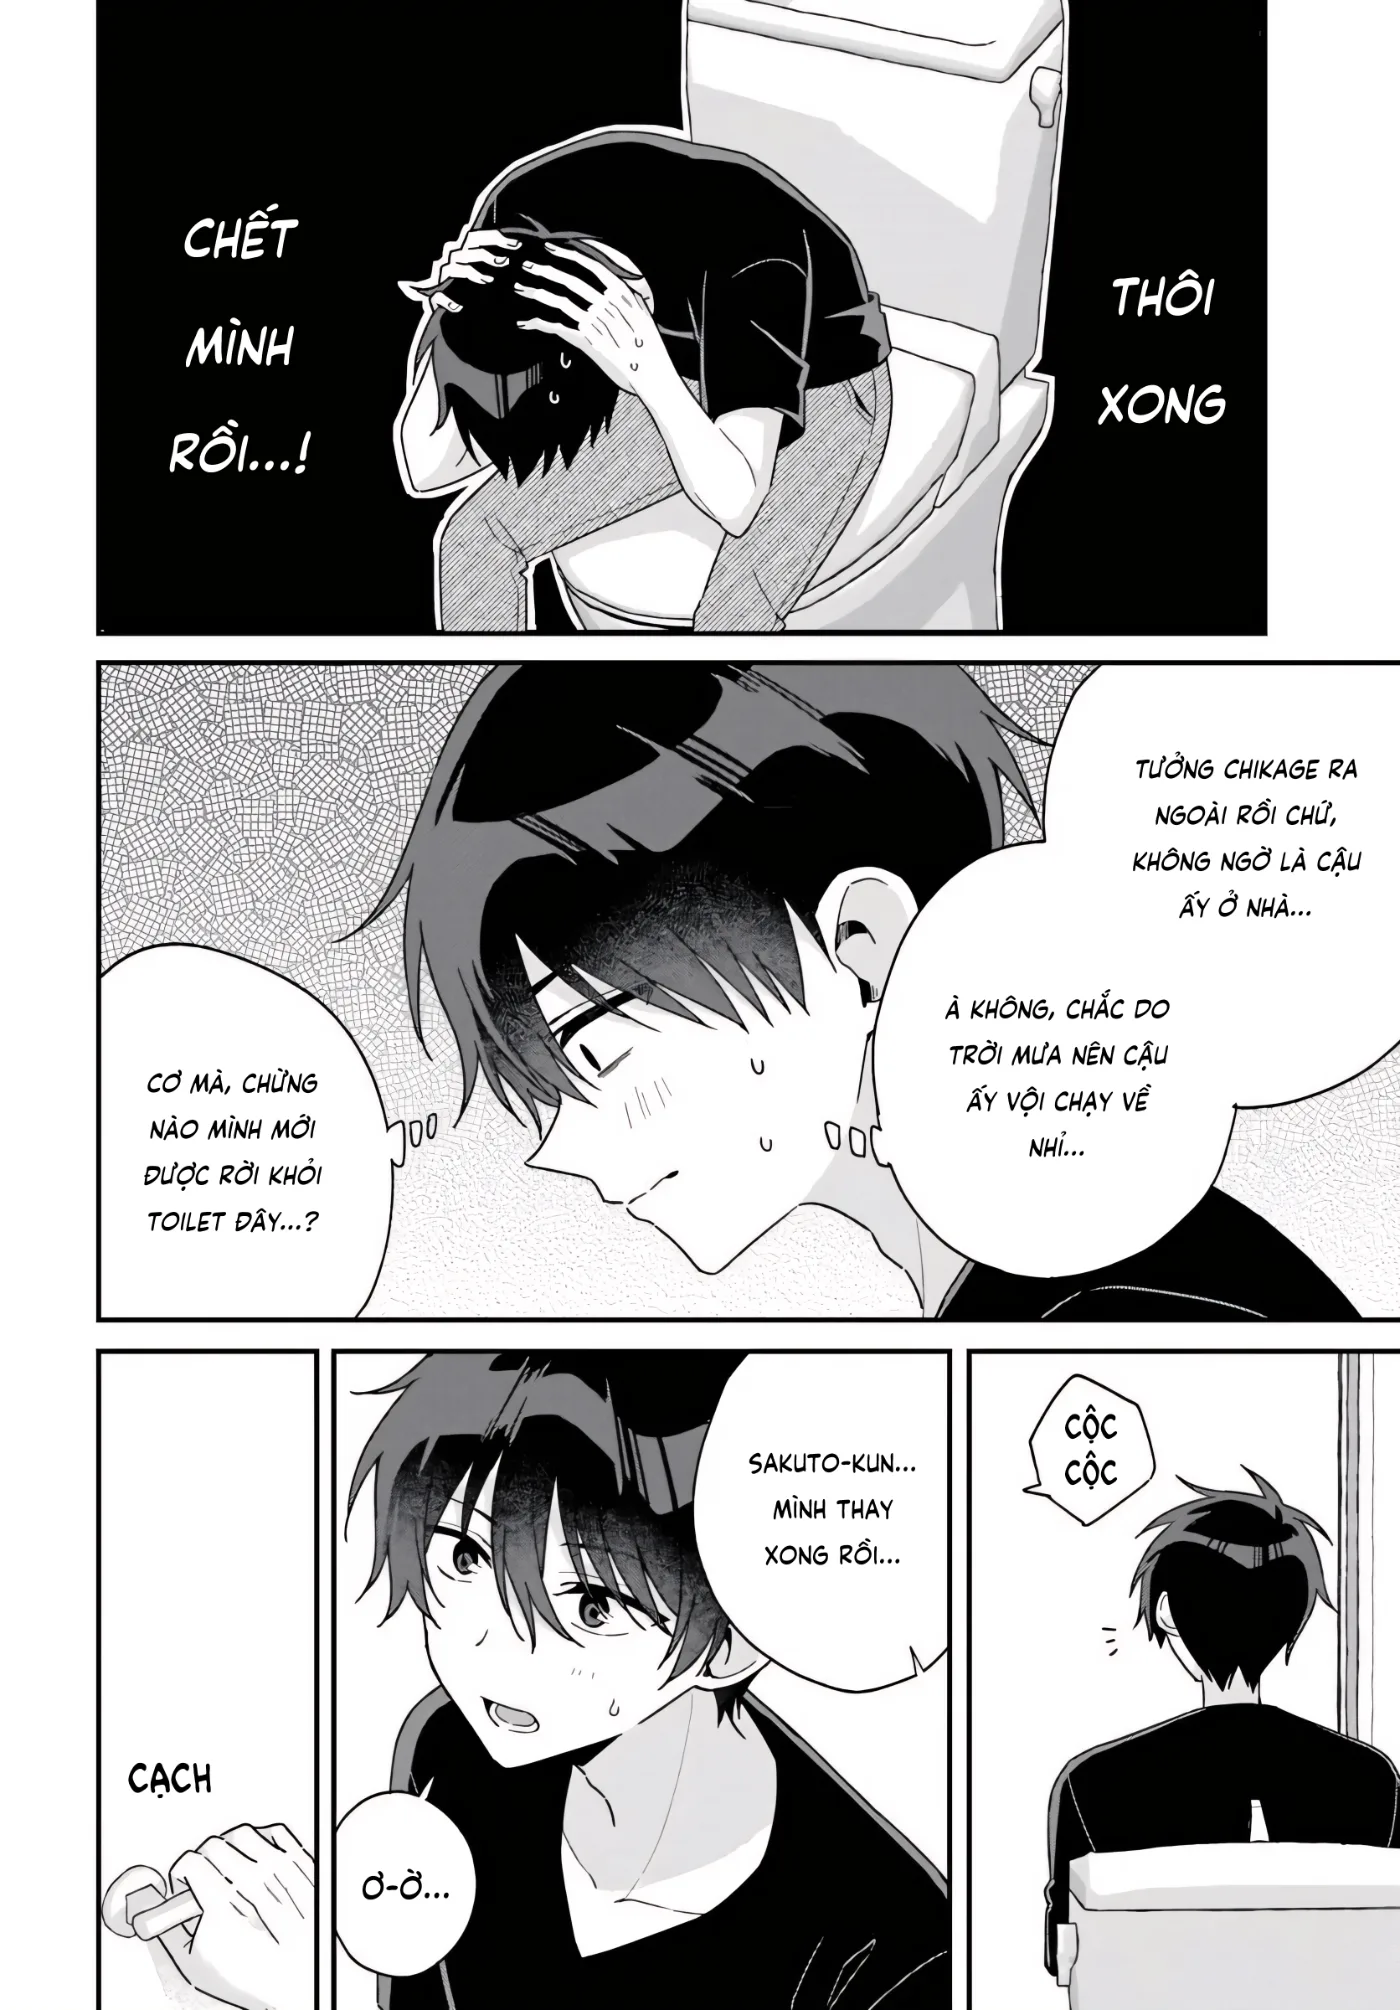 THÔI
XONG
CHẾT
MÌNH
RỒI...!
TƯỞNG CHIKAGE RA
NGOÀI RỒI CHỨ,
KHÔNG NGỜ LÀ CẬU
ẤY Ở NHÀ...
À KHÔNG, CHẮC DO
TRỜI MƯA NÊN CẬU
ẤY VỘI CHẠY VỀ
NHỈ...
CƠ MÀ, CHỪNG
NÀO MÌNH MỚI
ĐƯỢC RỜI KHỎI
TOILET ĐÂY...?
CỘC
CỘC
SAKUTO-KUN...
MÌNH THAY
XONG RỒI...
Ơ-Ờ...
CẠCH